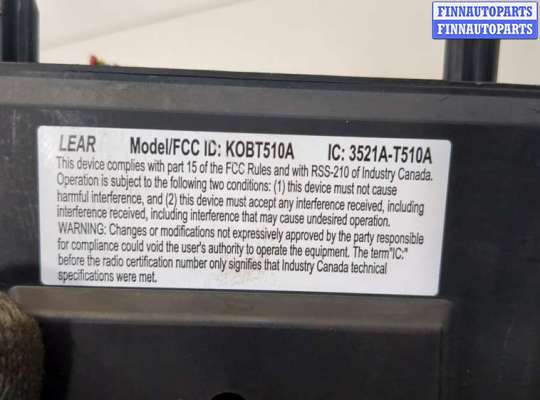 FINNAUTOPARTS
FINNAUTOPARTS
LEAR Model/FCC ID: KOBT510A IC: 3521A-T510A
This device complies with part 15 of the FCC Rules and with RSS-210 of Industry Canada.
Operation is subject to the following two conditions: (1) this device must not cause
harmful interference, and (2) this device must accept any interference received, including
interference received, including interference that may cause undesired operation.
WARNING: Changes or modifications not expressively approved by the party responsible
for compliance could void the user's authority to operate the equipment. The term"IC:"
before the radio certification number only signifies that Industry Canada technical
specifications were met.